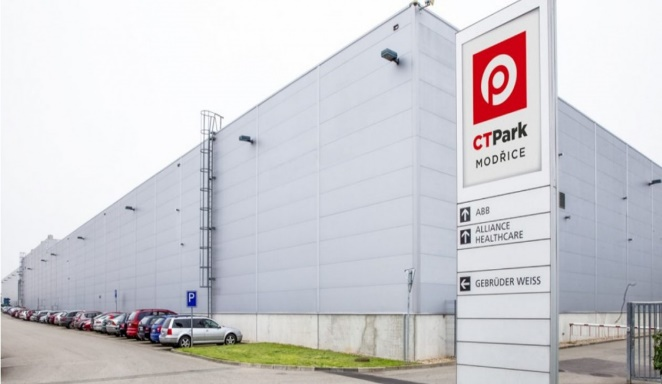 CTPark
MODŘICE
ABB
ALLIANCE
HEALTHCARE
GEBRÜDER WEISS
P